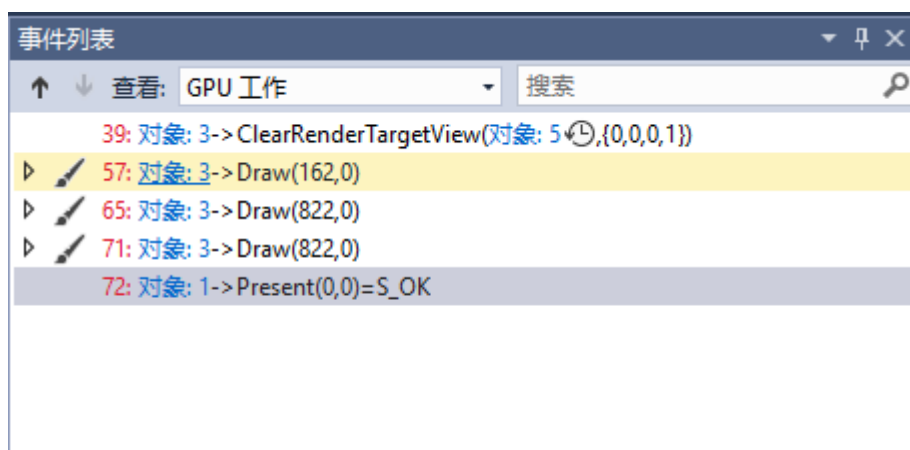 事件列表
查看: GPU 工作 搜索
39: 对象: 3->ClearRenderTargetView(对象: 5,{0,0,0,1})
57: 对象: 3->Draw(162,0)
65: 对象: 3->Draw(822,0)
71: 对象: 3->Draw(822,0)
72: 对象: 1->Present(0,0)=S_OK